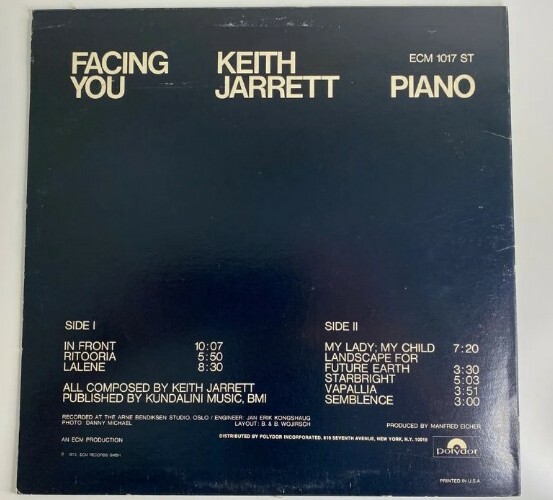 FACING KEITH ECM 1017 ST
YOU JARRETT PIANO
SIDE I
IN FRONT 10:07
RITOORIA 5:50
LALENE 8:30
ALL COMPOSED BY KEITH JARRETT
PUBLISHED BY KUNDALINI MUSIC, BMI
SIDE II
MY LADY; MY CHILD 7:20
LANDSCAPE FOR
FUTURE EARTH 3:30
STARBRIGHT 5:03
VAPALLIA 3:51
SEMBLENCE 3:00
RECORDED AT THE ARNE BENDIKSEN STUDIO, OSLO / ENGINEER: JAN ERIK KONGSHAUG
PHOTO: DANNY MICHAEL LAYOUT: B. & B. WOJIRSCH PRODUCED BY MANFRED EICHER
AN ECM PRODUCTION DISTRIBUTED BY POLYDOR INCORPORATED, 810 SEVENTH AVENUE, NEW YORK, N.Y. 10019
polydor
ECM RECORDS GMBH PRINTED IN U.S.A